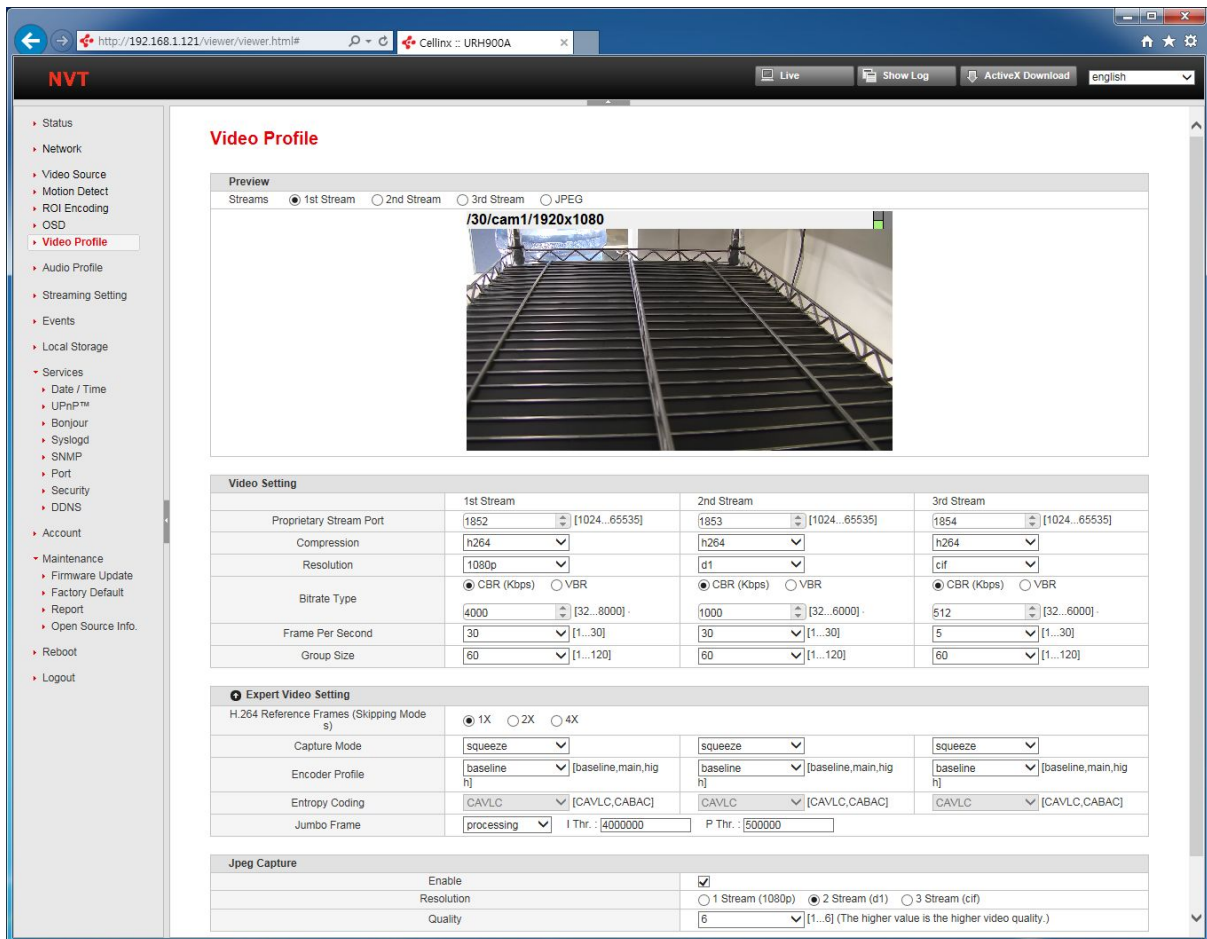 http://192.168.1.121/viewer/viewer.html#
Cellinx :: URH900A
NVT
Live
Show Log
ActiveX Download
english
Status
Network
Video Source
Motion Detect
ROI Encoding
OSD
Video Profile
Audio Profile
Streaming Setting
Events
Local Storage
Services
Date / Time
UPnP™
Bonjour
Syslogd
SNMP
Port
Security
DDNS
Account
Maintenance
Firmware Update
Factory Default
Report
Open Source Info.
Reboot
Logout
Video Profile
Preview
Streams 1st Stream 2nd Stream 3rd Stream JPEG
/30/cam1/1920x1080
Video Setting
1st Stream 2nd Stream 3rd Stream
Proprietary Stream Port 1852 [1024...65535] 1853 [1024...65535] 1854 [1024...65535]
Compression h264 h264 h264
Resolution 1080p d1 cif
Bitrate Type CBR (Kbps) VBR CBR (Kbps) VBR CBR (Kbps) VBR
4000 [32...8000] 1000 [32...6000] 512 [32...6000]
Frame Per Second 30 [1...30] 30 [1...30] 5 [1...30]
Group Size 60 [1...120] 60 [1...120] 60 [1...120]
Expert Video Setting
H.264 Reference Frames (Skipping Mode
s) 1X 2X 4X
Capture Mode squeeze squeeze squeeze
Encoder Profile baseline [baseline,main,hig baseline [baseline,main,hig baseline [baseline,main,hig
h] h] h]
Entropy Coding CAVLC [CAVLC,CABAC] CAVLC [CAVLC,CABAC] CAVLC [CAVLC,CABAC]
Jumbo Frame processing I Thr. : 4000000 P Thr. : 500000
Jpeg Capture
Enable
Resolution 1 Stream (1080p) 2 Stream (d1) 3 Stream (cif)
Quality 6 [1...6] (The higher value is the higher video quality.)